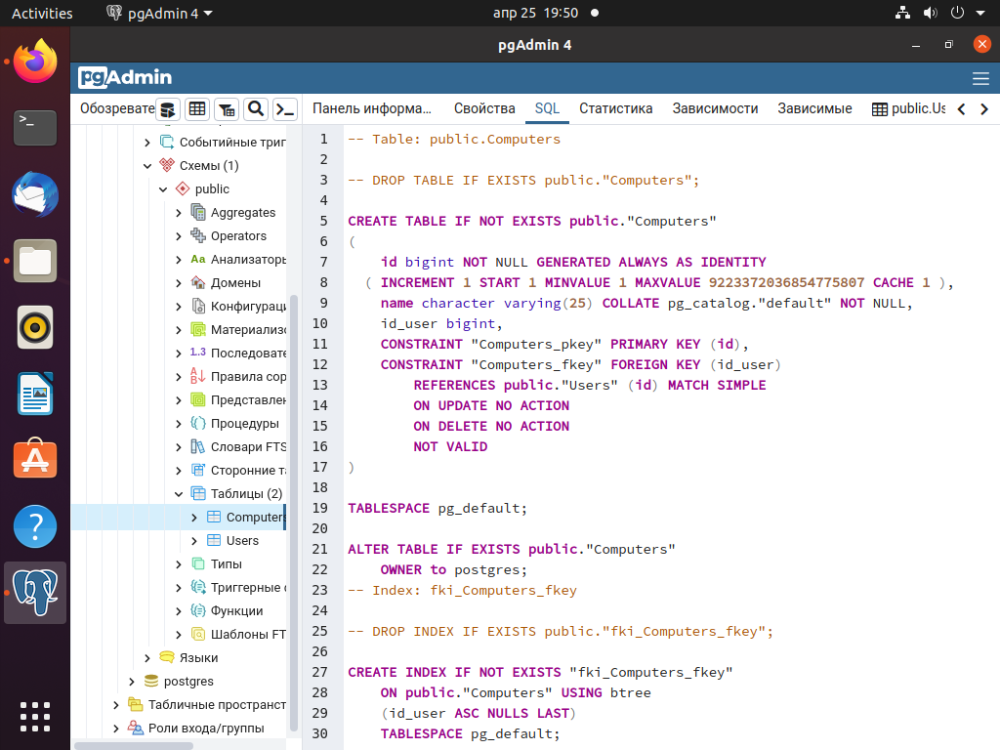 Activities
pgAdmin 4
апр 25 19:50
pgAdmin 4
pgAdmin
Обозревате
Панель информа...
Свойства
SQL
Статистика
Зависимости
Зависимые
public.Us
Событийные триг
Схемы (1)
public
Aggregates
Operators
Анализаторы
Домены
Конфигураци
Материализо
Последовате
Правила сор
Представлен
Процедуры
Словари FTS
Сторонние та
Таблицы (2)
Computers
Users
Типы
Триггерные ф
Функции
Шаблоны FT
Языки
postgres
Табличные пространст
Роли входа/группы
1 -- Table: public.Computers
2
3 -- DROP TABLE IF EXISTS public."Computers";
4
5 CREATE TABLE IF NOT EXISTS public."Computers"
6 (
7     id bigint NOT NULL GENERATED ALWAYS AS IDENTITY
8   ( INCREMENT 1 START 1 MINVALUE 1 MAXVALUE 9223372036854775807 CACHE 1 ),
9     name character varying(25) COLLATE pg_catalog."default" NOT NULL,
10     id_user bigint,
11     CONSTRAINT "Computers_pkey" PRIMARY KEY (id),
12     CONSTRAINT "Computers_fkey" FOREIGN KEY (id_user)
13         REFERENCES public."Users" (id) MATCH SIMPLE
14         ON UPDATE NO ACTION
15         ON DELETE NO ACTION
16         NOT VALID
17 )
18
19 TABLESPACE pg_default;
20
21 ALTER TABLE IF EXISTS public."Computers"
22     OWNER to postgres;
23 -- Index: fki_Computers_fkey
24
25 -- DROP INDEX IF EXISTS public."fki_Computers_fkey";
26
27 CREATE INDEX IF NOT EXISTS "fki_Computers_fkey"
28     ON public."Computers" USING btree
29     (id_user ASC NULLS LAST)
30     TABLESPACE pg_default;